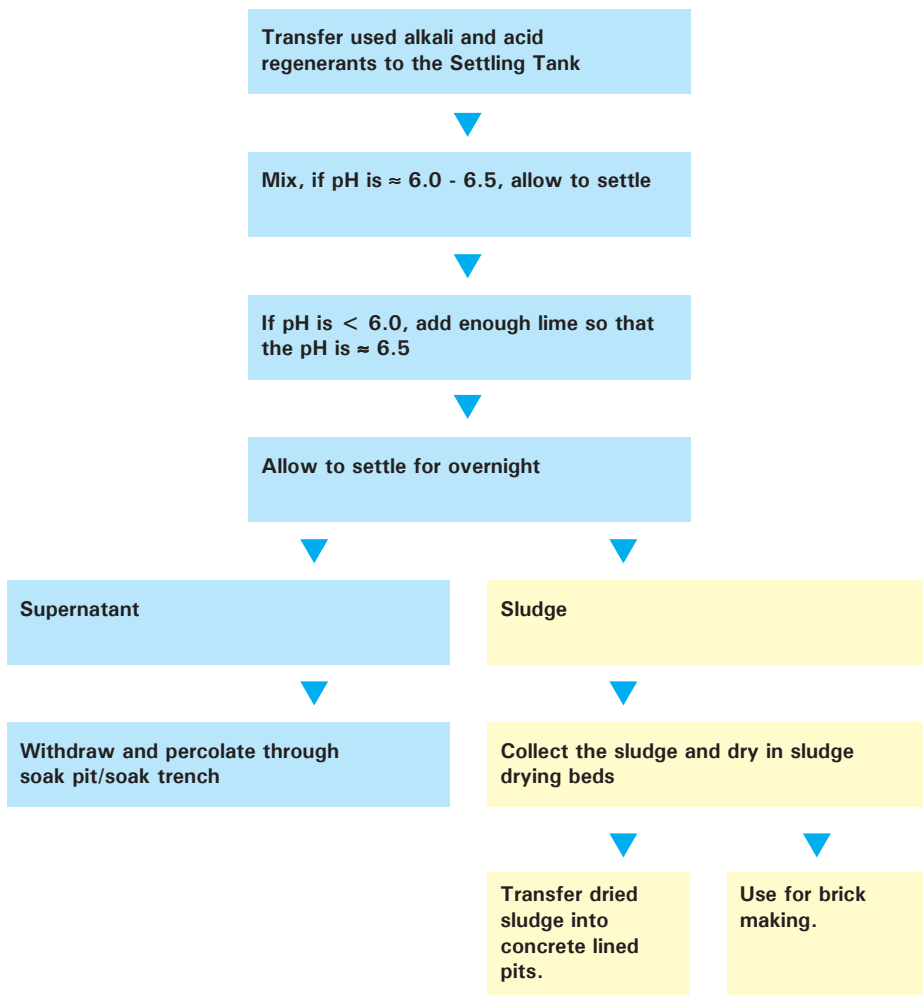 Transfer used alkali and acid
regenerants to the Settling Tank
Mix, if pH is ≈ 6.0 - 6.5, allow to settle
If pH is < 6.0, add enough lime so that
the pH is ≈ 6.5
Allow to settle for overnight
Supernatant
Sludge
Withdraw and percolate through
soak pit/soak trench
Collect the sludge and dry in sludge
drying beds
Transfer dried
sludge into
concrete lined
pits.
Use for brick
making.